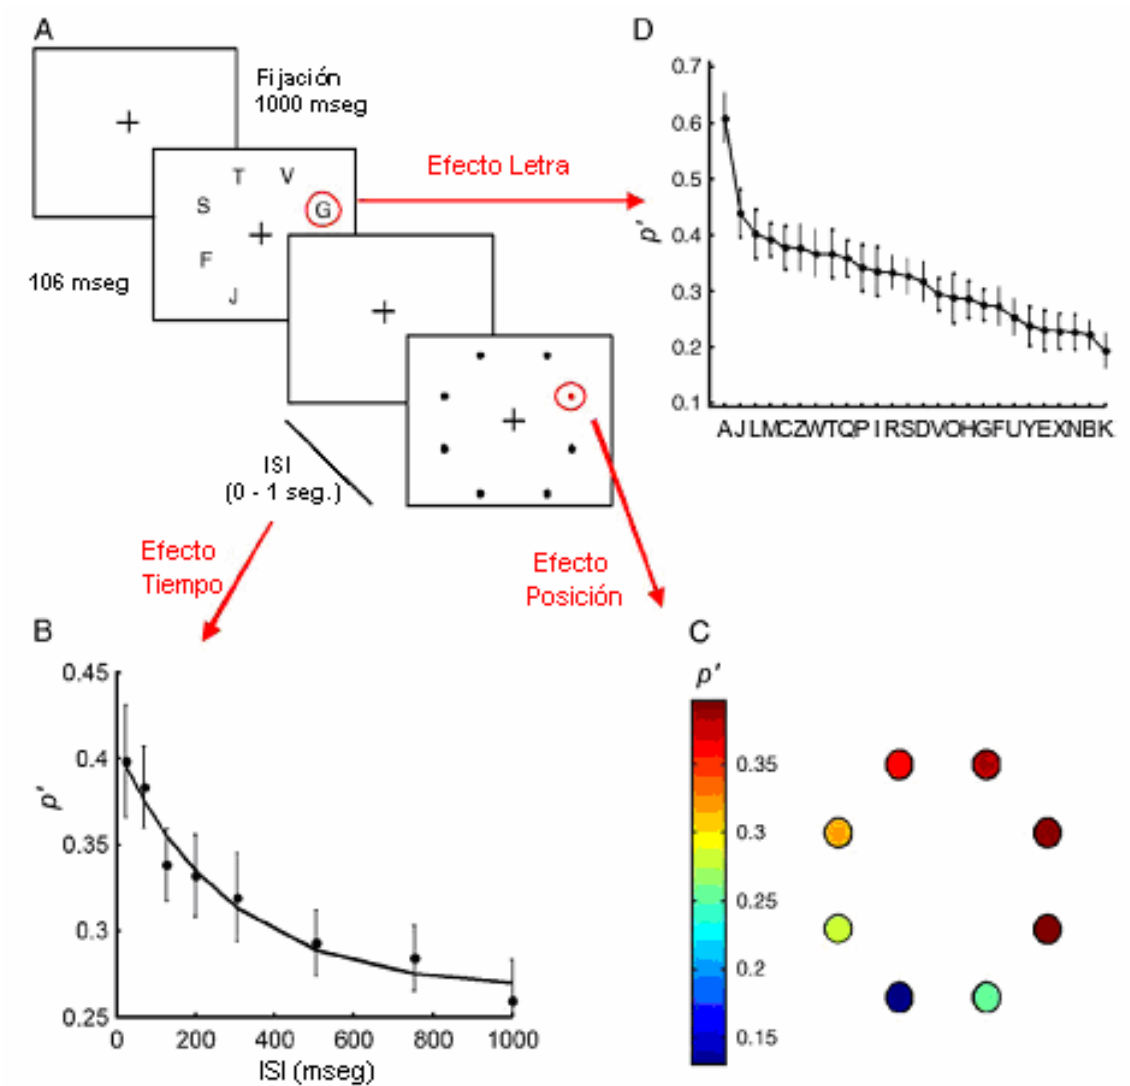 A
Fijación
1000 mseg
T V
S G
F
J
106 mseg
ISI
(0 - 1 seg.)
Efecto Letra
Efecto
Tiempo
Efecto
Posición
D
p'
0.7
0.6
0.5
0.4
0.3
0.2
0.1
AJLMCZWTQPIRSDVOHGFUYEXNBK
B
p'
0.45
0.4
0.35
0.3
0.25
0 200 400 600 800 1000
ISI (mseg)
C
p'
0.35
0.3
0.25
0.2
0.15